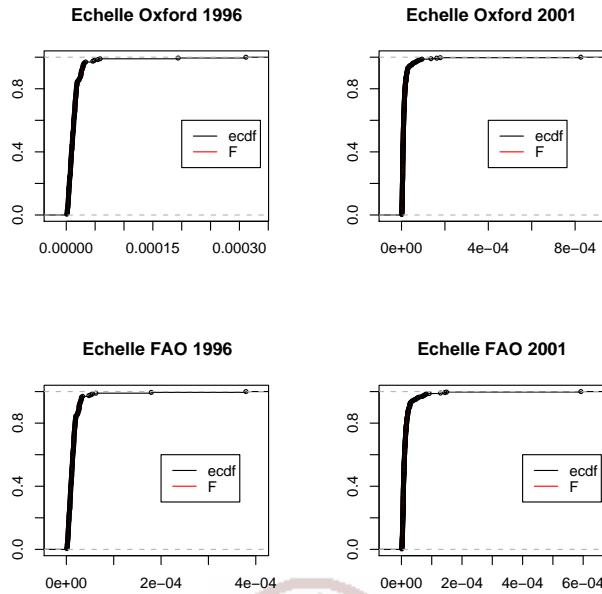 Echelle Oxford 1996
0.0 0.4 0.8
ecdf
F
0.00000 0.00015 0.00030
Echelle Oxford 2001
0.0 0.4 0.8
ecdf
F
0e+00 4e-04 8e-04
Echelle FAO 1996
0.0 0.4 0.8
ecdf
F
0e+00 2e-04 4e-04
Echelle FAO 2001
0.0 0.4 0.8
ecdf
F
0e+00 2e-04 4e-04 6e-04